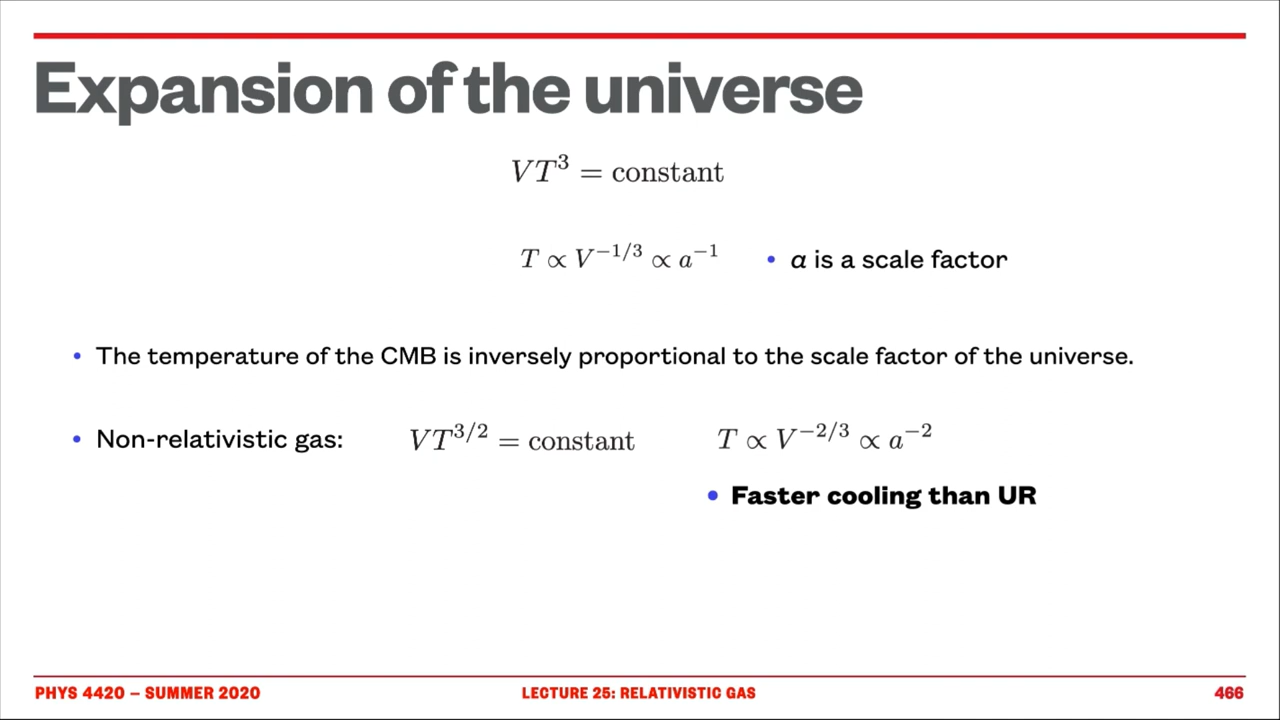 Expansion of the universe
VT³ = constant
T ∝ V^{−1/3} ∝ a^{−1} • a is a scale factor
• The temperature of the CMB is inversely proportional to the scale factor of the universe.
• Non-relativistic gas: VT^{3/2} = constant T ∝ V^{−2/3} ∝ a^{−2}
• Faster cooling than UR
PHYS 4420 – SUMMER 2020 LECTURE 25: RELATIVISTIC GAS 466